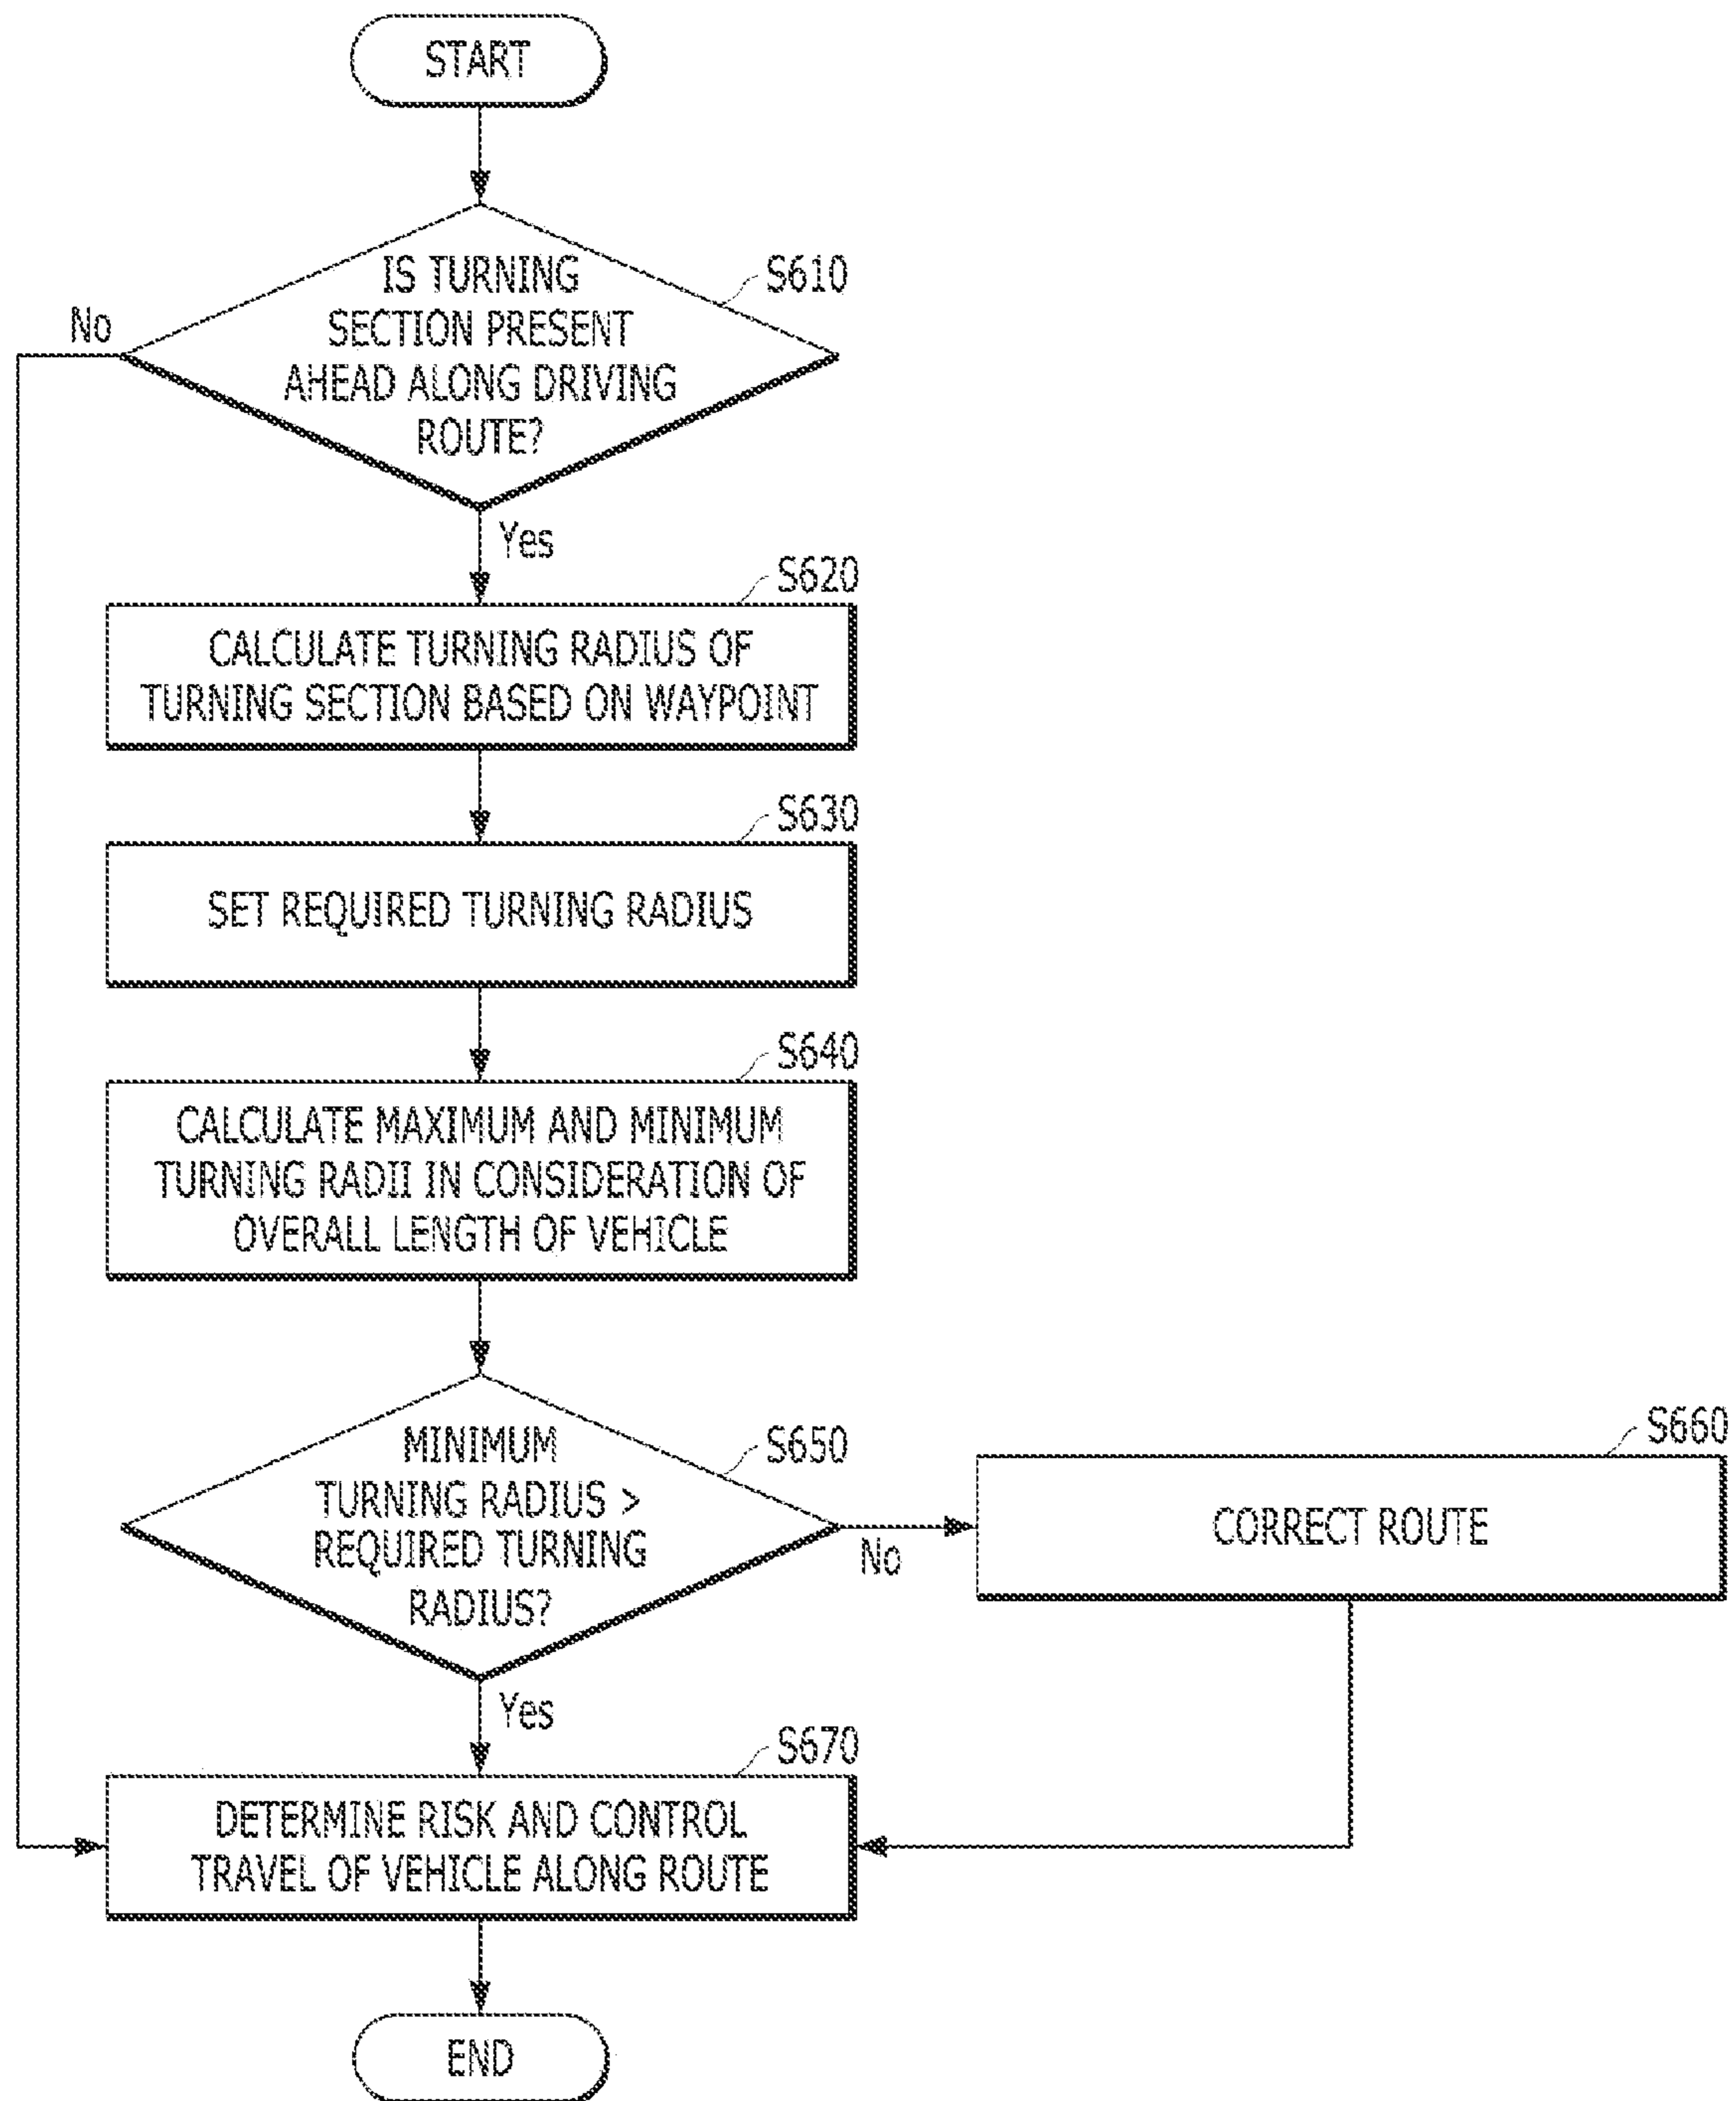 START
IS TURNING
SECTION PRESENT
AHEAD ALONG DRIVING
ROUTE?
S610
No
Yes
S620
CALCULATE TURNING RADIUS OF
TURNING SECTION BASED ON WAYPOINT
S630
SET REQUIRED TURNING RADIUS
S640
CALCULATE MAXIMUM AND MINIMUM
TURNING RADII IN CONSIDERATION OF
OVERALL LENGTH OF VEHICLE
MINIMUM
TURNING RADIUS >
REQUIRED TURNING
RADIUS?
S650
No
S660
CORRECT ROUTE
Yes
S670
DETERMINE RISK AND CONTROL
TRAVEL OF VEHICLE ALONG ROUTE
END